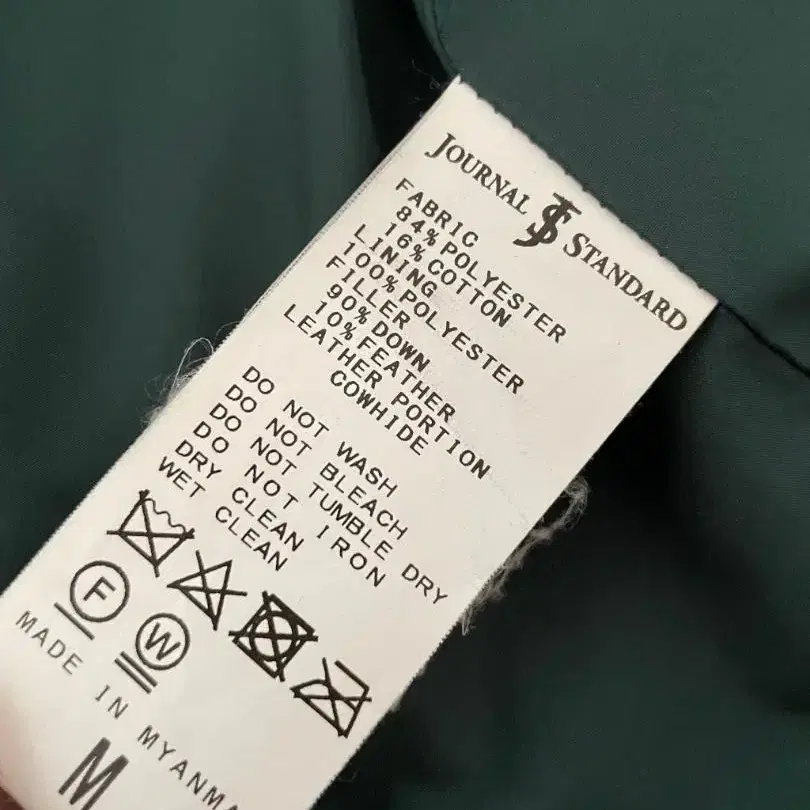 JOURNAL JS STANDARD
FABRIC
84% POLYESTER
16% COTTON
LINING
100% POLYESTER
FILLER
90% DOWN
10% FEATHER
LEATHER PORTION
COWHIDE
DO NOT WASH
DO NOT BLEACH
DO NOT TUMBLE DRY
DO NOT IRON
DRY CLEAN
WET CLEAN
F
W
MADE IN MYANMA
M